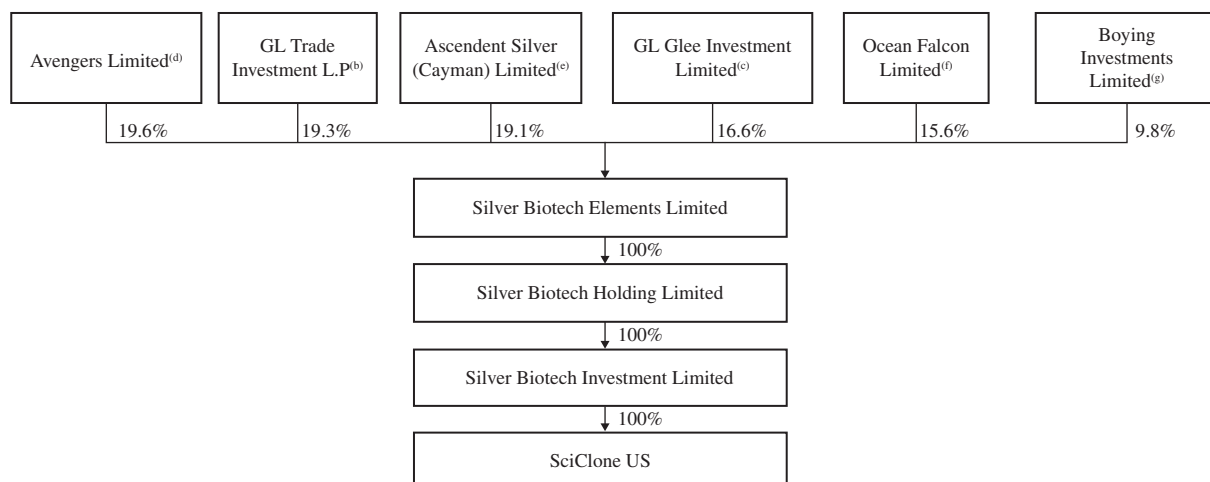 Avengers Limited(d)
GL Trade
Investment L.P(b)
Ascendent Silver
(Cayman) Limited(e)
GL Glee Investment
Limited(c)
Ocean Falcon
Limited(f)
Boying
Investments
Limited(g)
19.6%
19.3%
19.1%
16.6%
15.6%
9.8%
Silver Biotech Elements Limited
100%
Silver Biotech Holding Limited
100%
Silver Biotech Investment Limited
100%
SciClone US